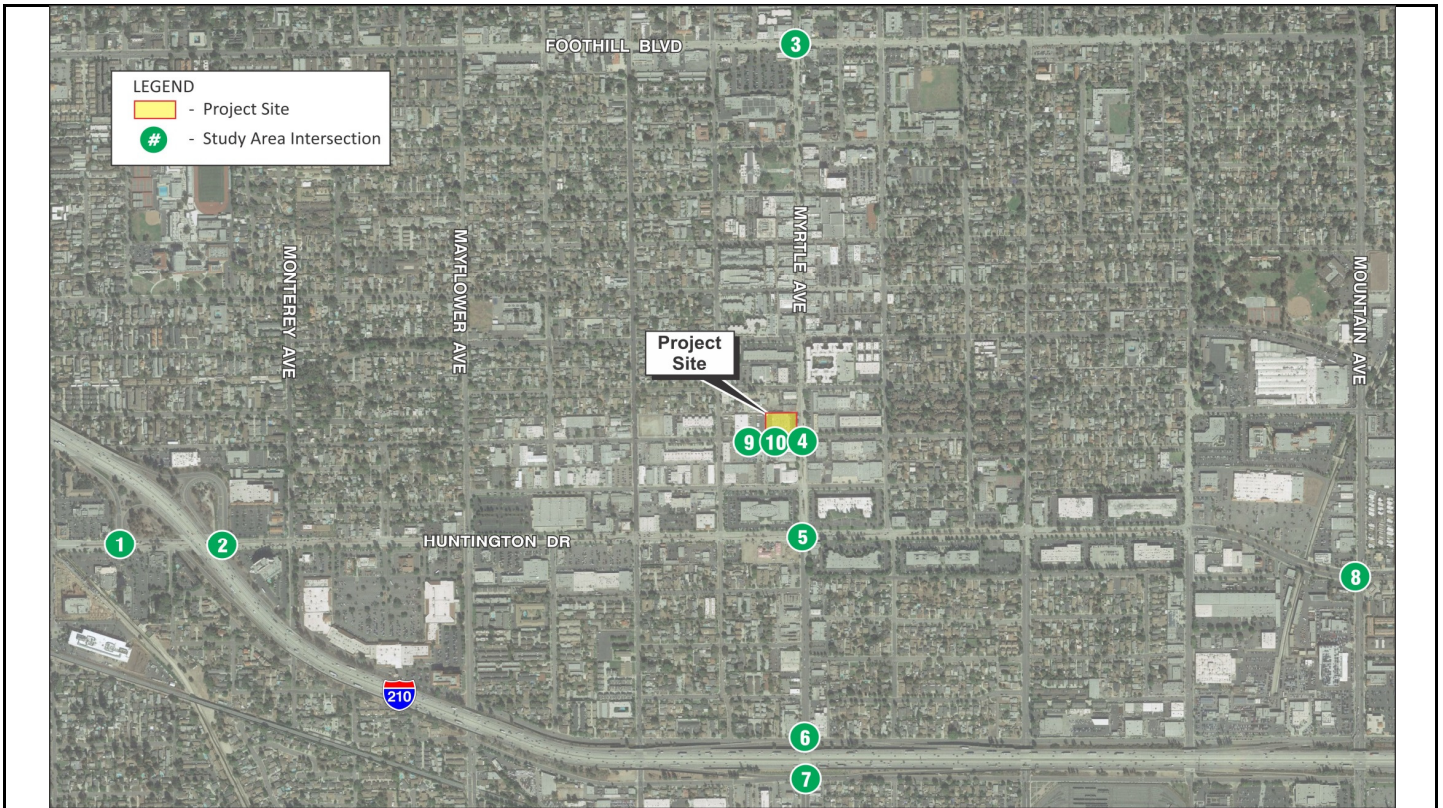 FOOTHILL BLVD
3
LEGEND
- Project Site
# - Study Area Intersection
MONTEREY AVE
MAYFLOWER AVE
MYRTLE AVE
MOUNTAIN AVE
Project
Site
9 10 4
1
2
HUNTINGTON DR
5
8
210
6
7